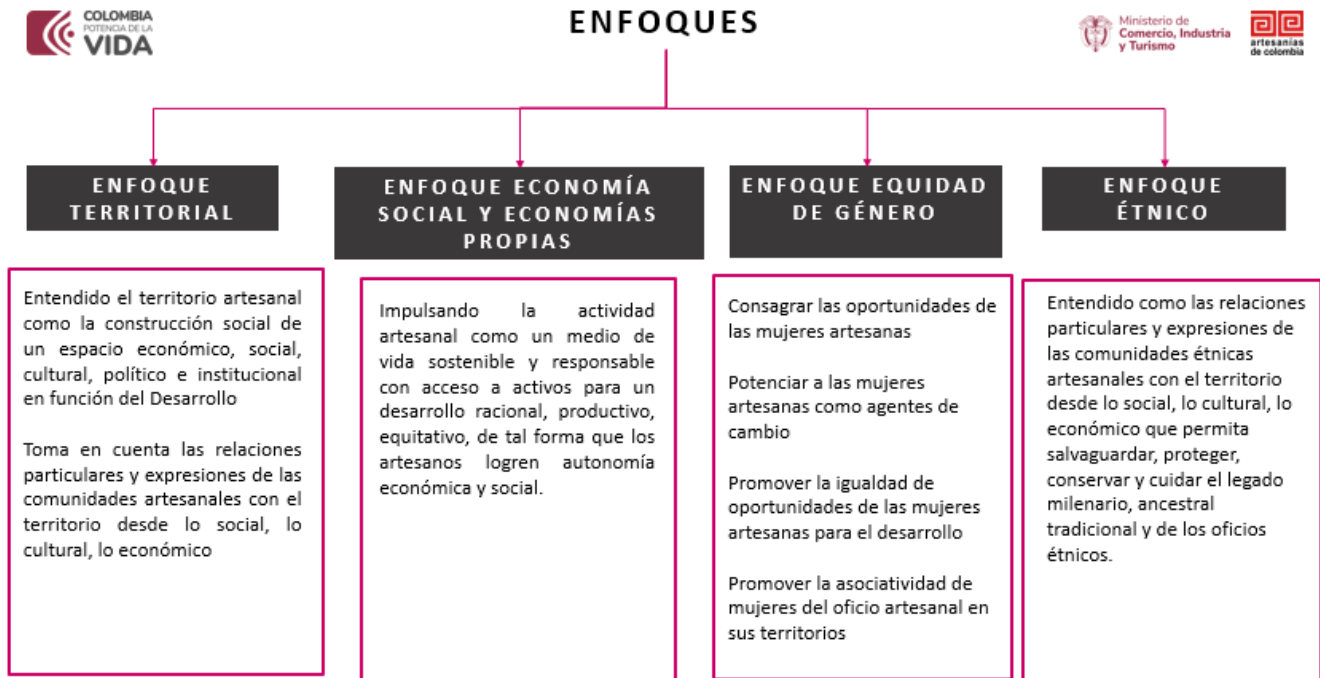 COLOMBIA
POTENCIA DE LA
VIDA
ENFOQUES
Ministerio de
Comercio, Industria
y Turismo
artesanías
de colombia
ENFOQUE
TERRITORIAL
Entendido el territorio artesanal
como la construcción social de
un espacio económico, social,
cultural, político e institucional
en función del Desarrollo
Toma en cuenta las relaciones
particulares y expresiones de las
comunidades artesanales con el
territorio desde lo social, lo
cultural, lo económico
ENFOQUE ECONOMÍA
SOCIAL Y ECONOMÍAS
PROPIAS
Impulsando la actividad
artesanal como un medio de
vida sostenible y responsable
con acceso a activos para un
desarrollo racional, productivo,
equitativo, de tal forma que los
artesanos logren autonomía
económica y social.
ENFOQUE EQUIDAD
DE GÉNERO
Consagrar las oportunidades de
las mujeres artesanas
Potenciar a las mujeres
artesanas como agentes de
cambio
Promover la igualdad de
oportunidades de las mujeres
artesanas para el desarrollo
Promover la asociatividad de
mujeres del oficio artesanal en
sus territorios
ENFOQUE
ÉTNICO
Entendido como las relaciones
particulares y expresiones de
las comunidades étnicas
artesanales con el territorio
desde lo social, lo cultural, lo
económico que permita
salvaguardar, proteger,
conservar y cuidar el legado
milenario, ancestral
tradicional y de los oficios
étnicos.